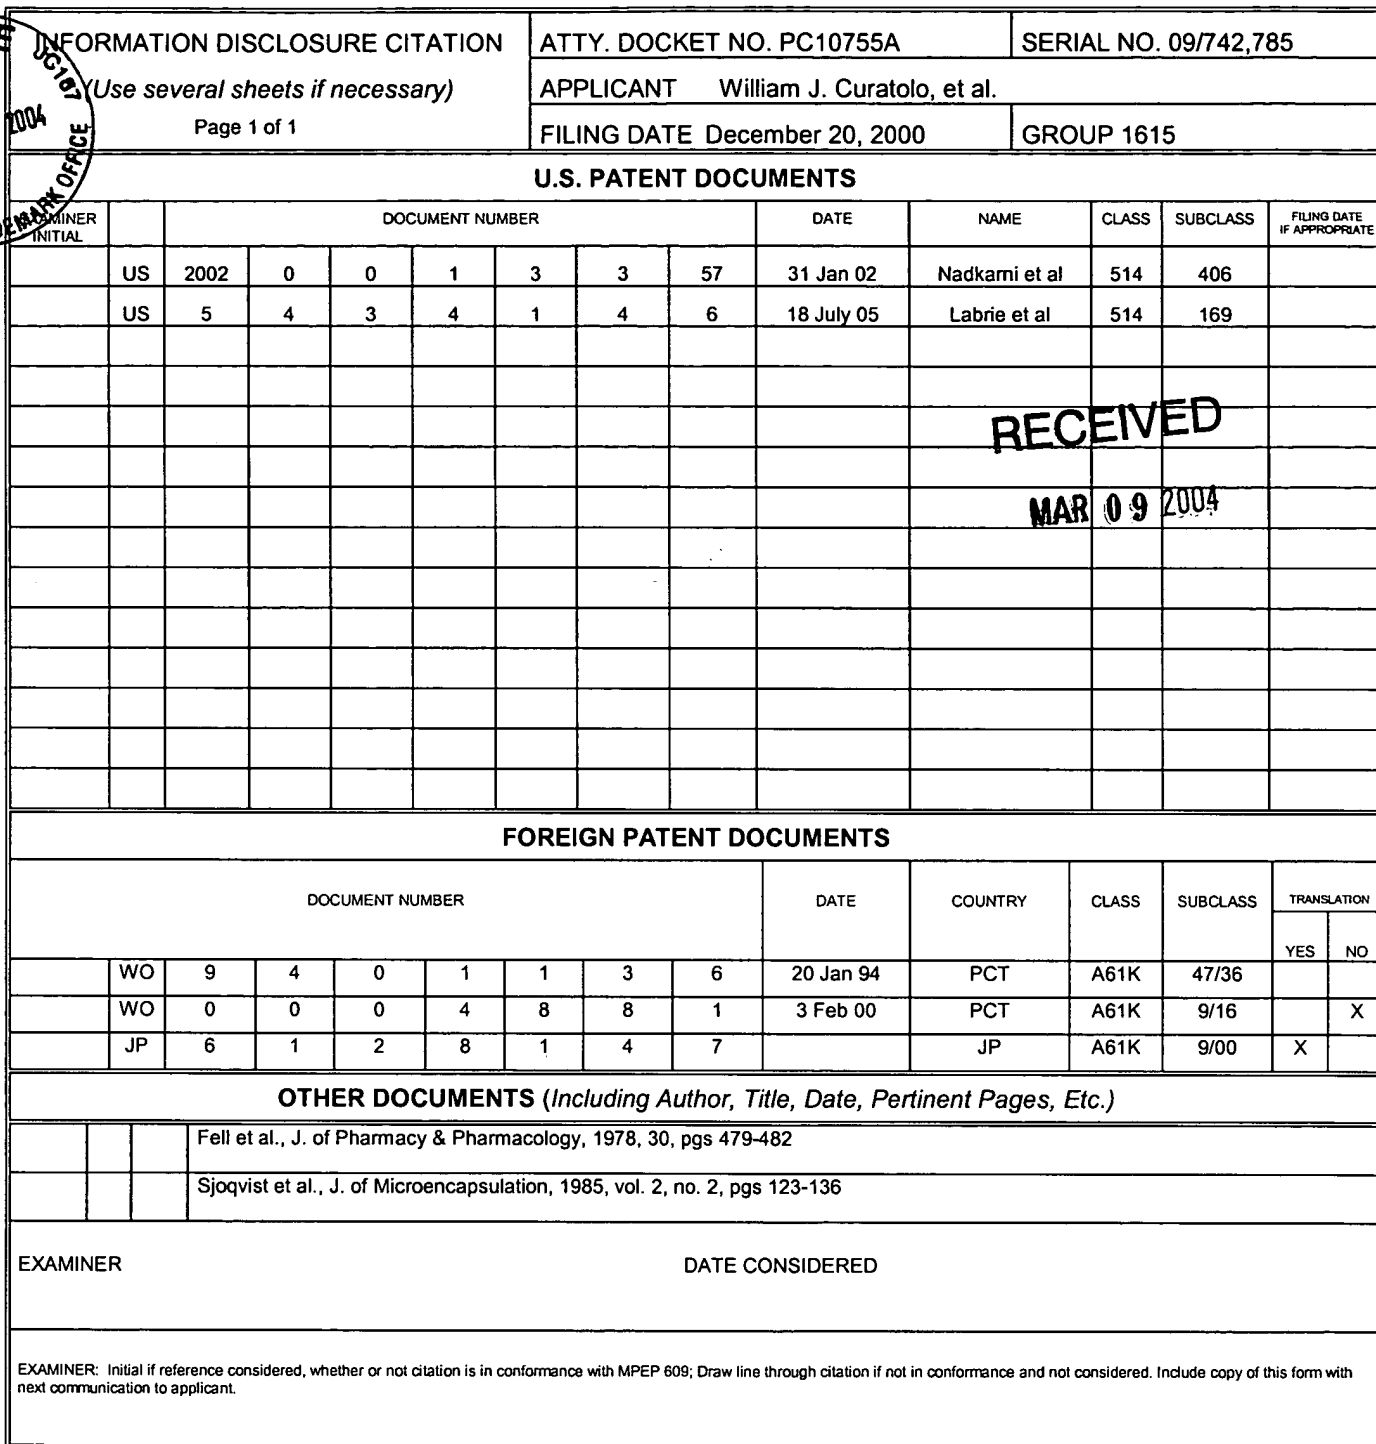 INFORMATION DISCLOSURE CITATION
(Use several sheets if necessary)
Page 1 of 1
JC187
2004
EMARK OFFICE
ATTY. DOCKET NO. PC10755A
SERIAL NO. 09/742,785
APPLICANT William J. Curatolo, et al.
FILING DATE December 20, 2000
GROUP 1615
U.S. PATENT DOCUMENTS
EXAMINER INITIAL DOCUMENT NUMBER DATE NAME CLASS SUBCLASS FILING DATE IF APPROPRIATE
US 2002 0 0 1 3 3 57 31 Jan 02 Nadkarni et al 514 406
US 5 4 3 4 1 4 6 18 July 05 Labrie et al 514 169
RECEIVED
MAR 09 2004
FOREIGN PATENT DOCUMENTS
DOCUMENT NUMBER DATE COUNTRY CLASS SUBCLASS TRANSLATION
YES NO
WO 9 4 0 1 1 3 6 20 Jan 94 PCT A61K 47/36
WO 0 0 0 4 8 8 1 3 Feb 00 PCT A61K 9/16 X
JP 6 1 2 8 1 4 7 JP A61K 9/00 X
OTHER DOCUMENTS (Including Author, Title, Date, Pertinent Pages, Etc.)
Fell et al., J. of Pharmacy & Pharmacology, 1978, 30, pgs 479-482
Sjoqvist et al., J. of Microencapsulation, 1985, vol. 2, no. 2, pgs 123-136
EXAMINER DATE CONSIDERED
EXAMINER: Initial if reference considered, whether or not citation is in conformance with MPEP 609; Draw line through citation if not in conformance and not considered. Include copy of this form with
next communication to applicant.